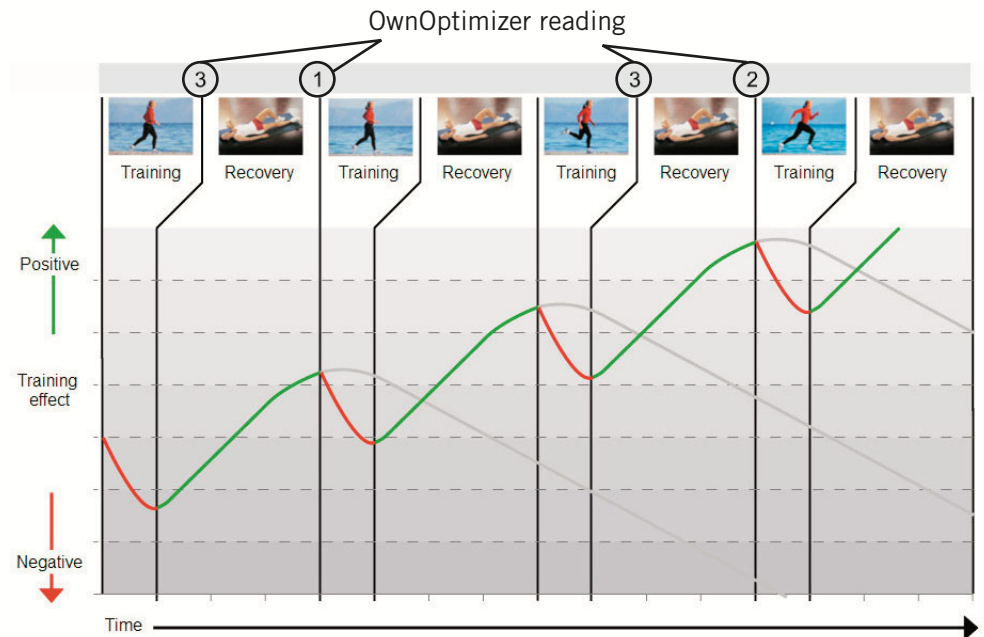 OwnOptimizer reading
3 1 3 2
Training Recovery Training Recovery Training Recovery Training Recovery
Positive
Training
effect
Negative
Time